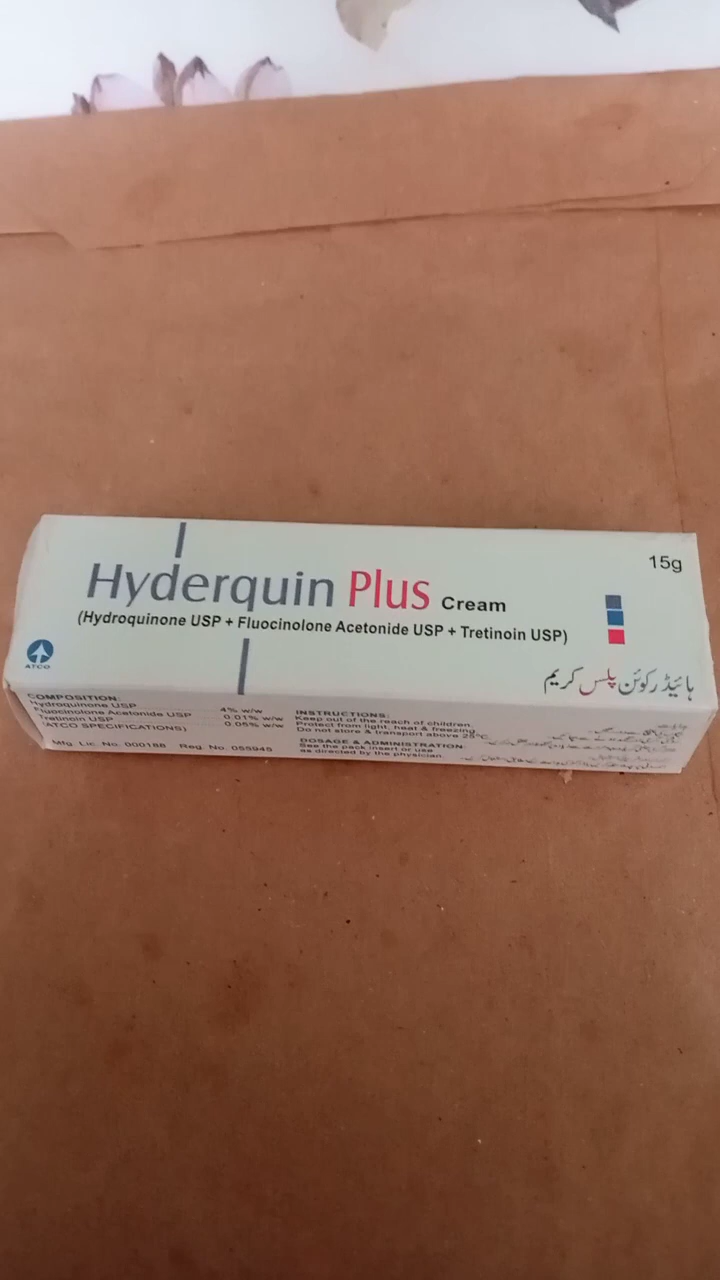 Hyderquin Plus Cream
15g
(Hydroquinone USP + Fluocinolone Acetonide USP + Tretinoin USP)
ATCO
ہائیڈرکوئن پلس کریم
COMPOSITION:
Hydroquinone USP 4% w/w
Fluocinolone Acetonide USP 0.01% w/w
Tretinoin USP 0.05% w/w
(ATCO SPECIFICATIONS)
Mfg. Lic. No. 000188 Reg. No. 055945
INSTRUCTIONS:
Keep out of the reach of children.
Protect from light, heat & freezing.
Do not store & transport above 25°C.
DOSAGE & ADMINISTRATION:
See the pack insert or use
as directed by the physician.